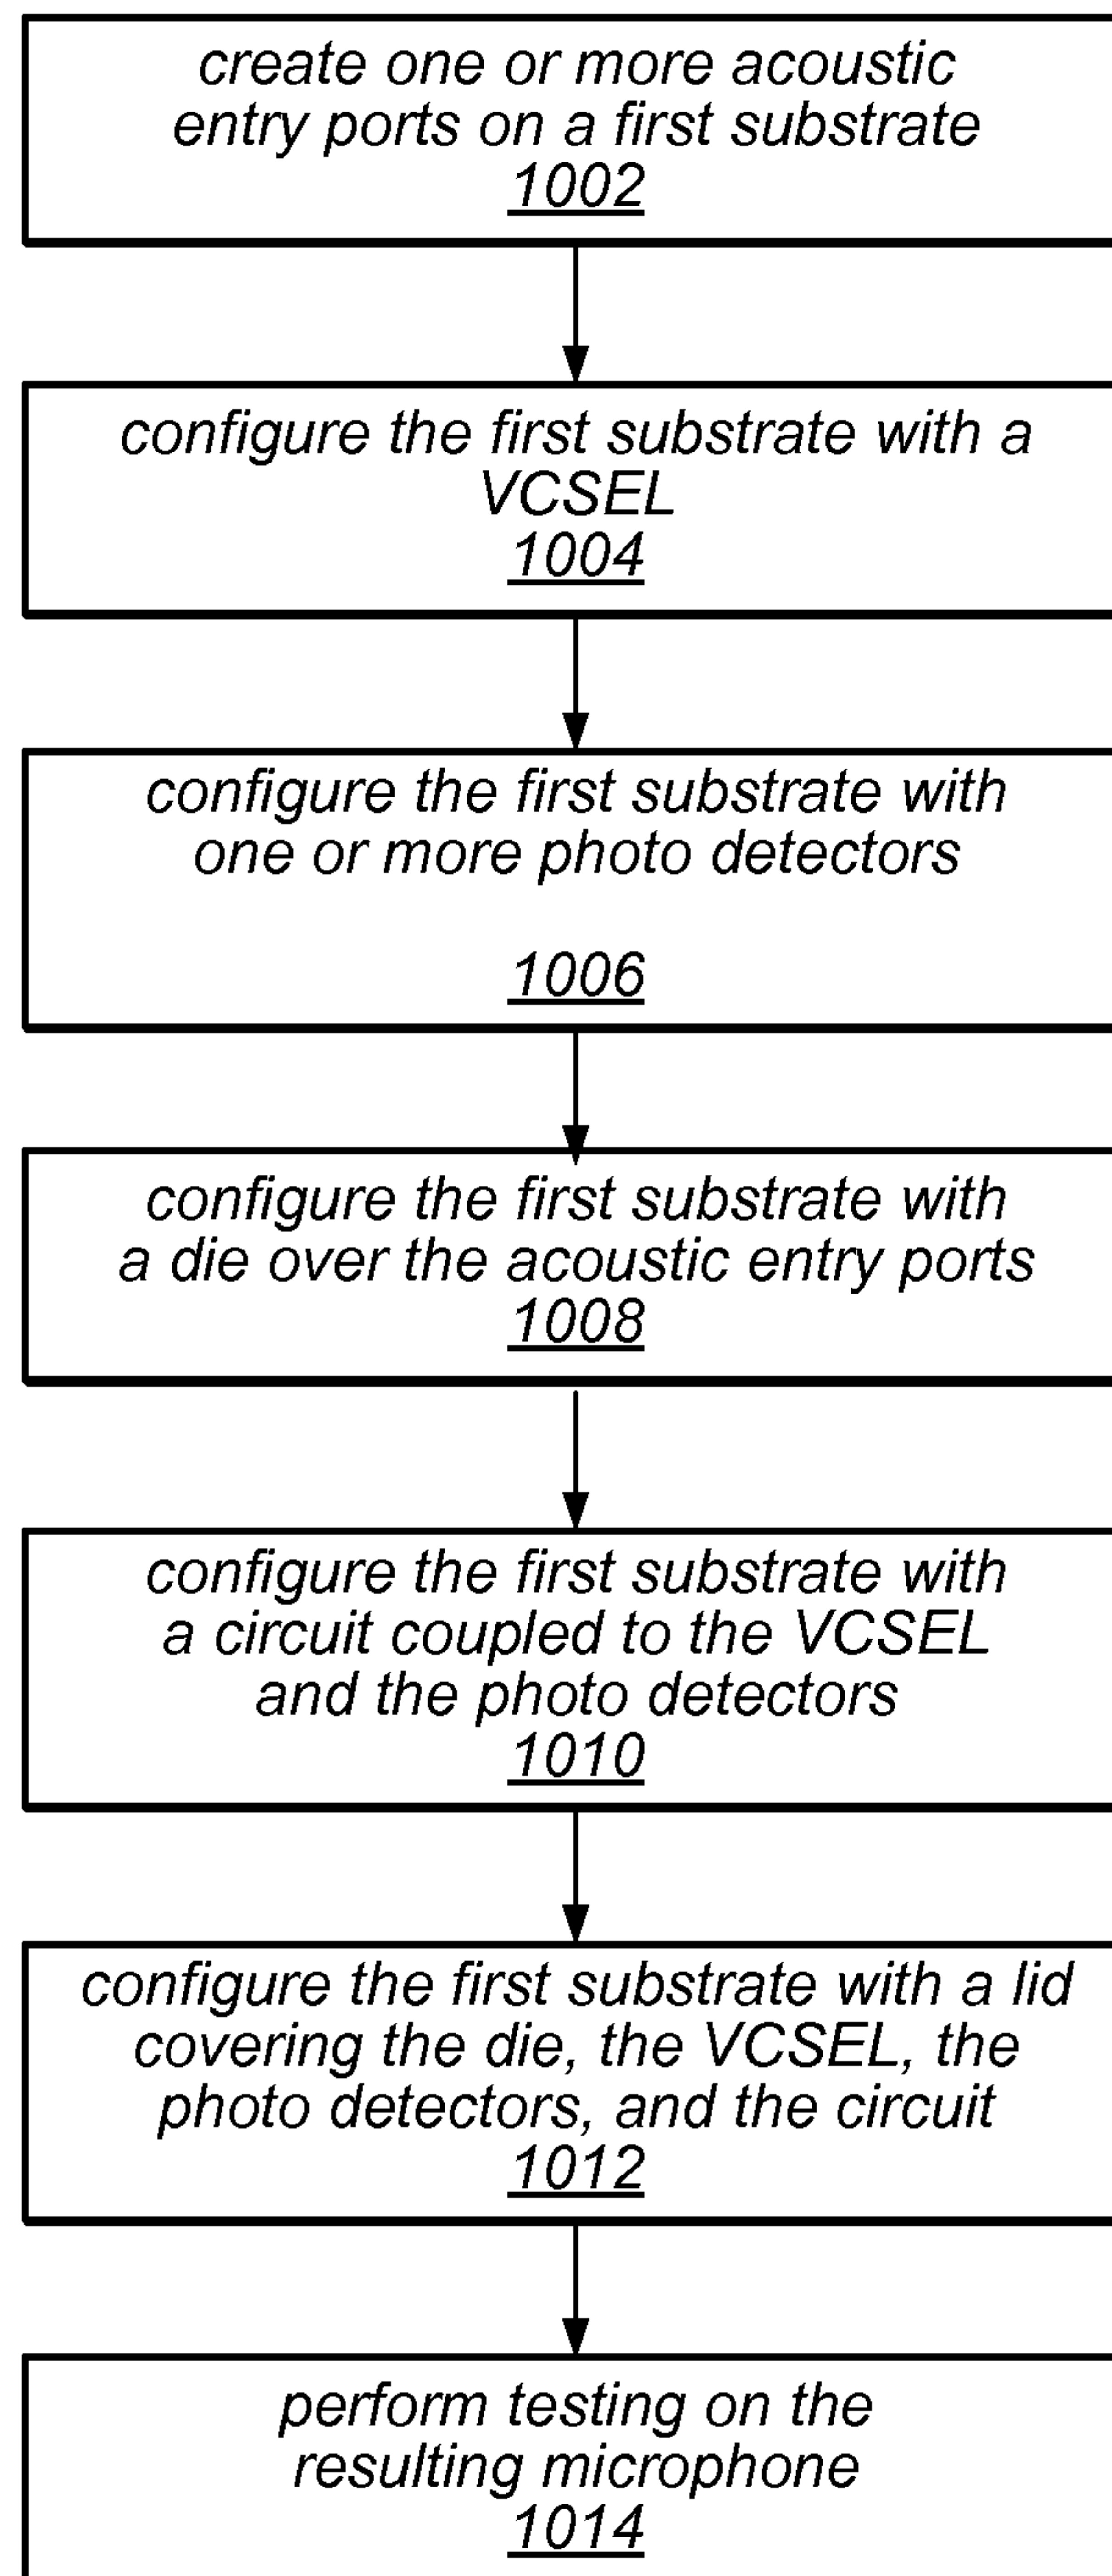 create one or more acoustic
entry ports on a first substrate
1002
configure the first substrate with a
VCSEL
1004
configure the first substrate with
one or more photo detectors
1006
configure the first substrate with
a die over the acoustic entry ports
1008
configure the first substrate with
a circuit coupled to the VCSEL
and the photo detectors
1010
configure the first substrate with a lid
covering the die, the VCSEL, the
photo detectors, and the circuit
1012
perform testing on the
resulting microphone
1014